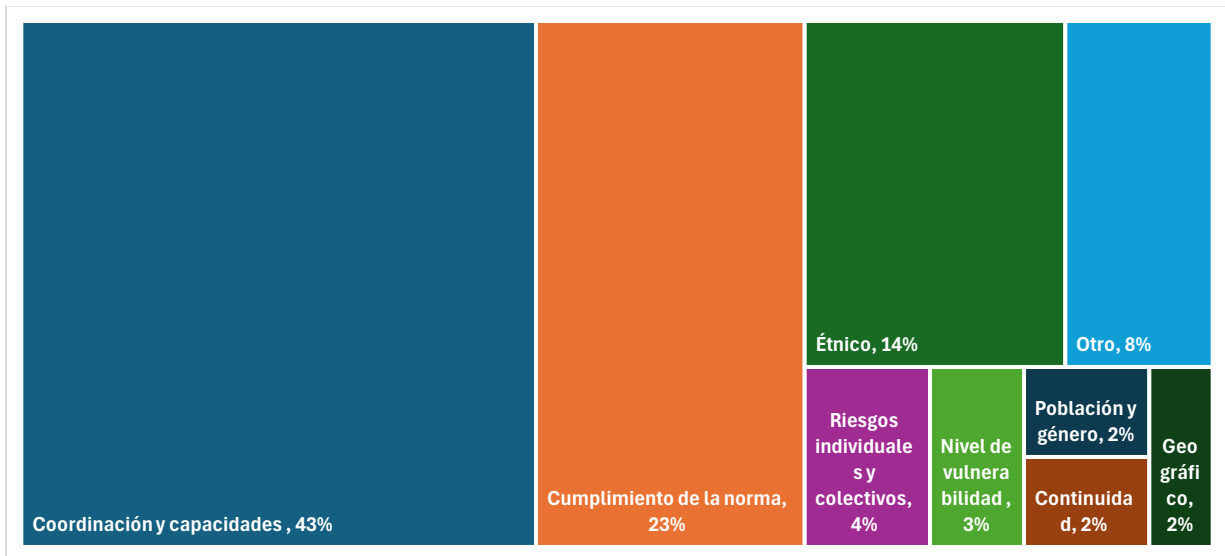 Coordinación y capacidades , 43%
Cumplimiento de la norma,
23%
Étnico, 14%
Otro, 8%
Riesgos
individuale
s y
colectivos,
4%
Nivel de
vulnera
bilidad ,
3%
Población y
género, 2%
Continuida
d, 2%
Geo
gráfi
co,
2%